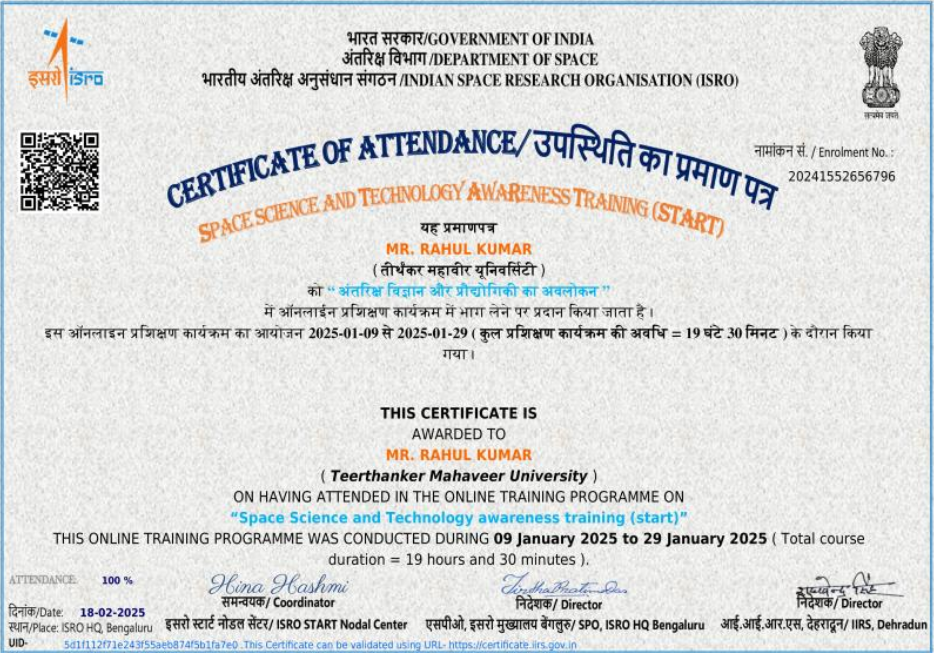 इसरो isro
भारत सरकार/GOVERNMENT OF INDIA
अंतरिक्ष विभाग /DEPARTMENT OF SPACE
भारतीय अंतरिक्ष अनुसंधान संगठन /INDIAN SPACE RESEARCH ORGANISATION (ISRO)
सत्यमेव जयते
CERTIFICATE OF ATTENDANCE/ उपस्थिति का प्रमाण पत्र
नामांकन सं. / Enrolment No. :
20241552656796
SPACE SCIENCE AND TECHNOLOGY AWARENESS TRAINING (START)
यह प्रमाणपत्र
MR. RAHUL KUMAR
( तीर्थंकर महावीर यूनिवर्सिटी )
को “ अंतरिक्ष विज्ञान और प्रौद्योगिकी का अवलोकन ”
में ऑनलाईन प्रशिक्षण कार्यक्रम में भाग लेने पर प्रदान किया जाता है।
इस ऑनलाइन प्रशिक्षण कार्यक्रम का आयोजन 2025-01-09 से 2025-01-29 ( कुल प्रशिक्षण कार्यक्रम की अवधि = 19 घंटे 30 मिनट ) के दौरान किया
गया।
THIS CERTIFICATE IS
AWARDED TO
MR. RAHUL KUMAR
( Teerthanker Mahaveer University )
ON HAVING ATTENDED IN THE ONLINE TRAINING PROGRAMME ON
“Space Science and Technology awareness training (start)”
THIS ONLINE TRAINING PROGRAMME WAS CONDUCTED DURING 09 January 2025 to 29 January 2025 ( Total course
duration = 19 hours and 30 minutes ).
ATTENDANCE: 100 %
Hina Hashmi
समन्वयक/ Coordinator
निदेशक/ Director
निदेशक/ Director
दिनांक/Date: 18-02-2025
स्थान/Place: ISRO HQ, Bengaluru
इसरो स्टार्ट नोडल सेंटर/ ISRO START Nodal Center
एसपीओ, इसरो मुख्यालय बेंगलुरु/ SPO, ISRO HQ Bengaluru
आई.आई.आर.एस, देहरादून/ IIRS, Dehradun
UID- 5d1f112f71e243f55aeb874f5b1fa7e0 .This Certificate can be validated using URL- https://certificate.iirs.gov.in